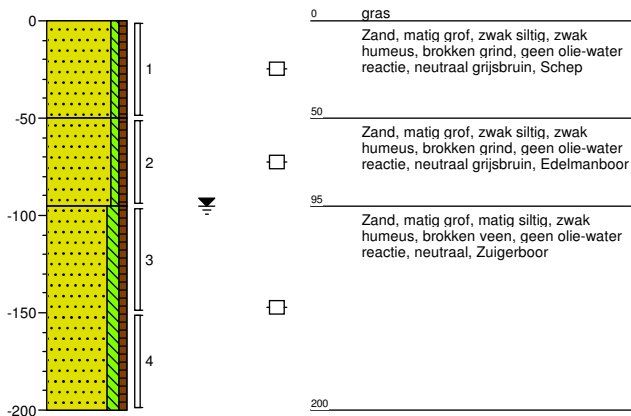 0
-50
-100
-150
-200
1
2
3
4
0 gras
Zand, matig grof, zwak siltig, zwak
humeus, brokken grind, geen olie-water
reactie, neutraal grijsbruin, Schep
50
Zand, matig grof, zwak siltig, zwak
humeus, brokken grind, geen olie-water
reactie, neutraal grijsbruin, Edelmanboor
95
Zand, matig grof, matig siltig, zwak
humeus, brokken veen, geen olie-water
reactie, neutraal, Zuigerboor
200